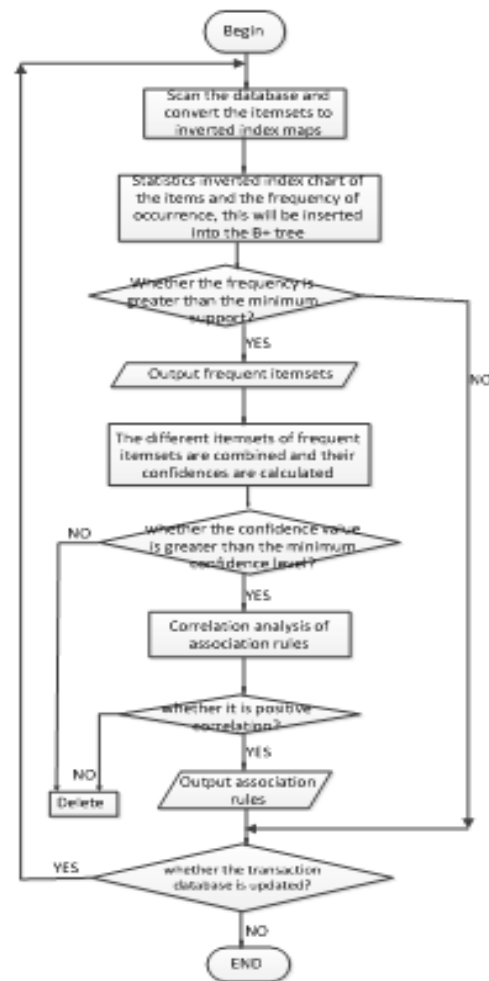 Begin
Scan the database and
convert the itemsets to
inverted index maps
Statistics inverted index chart of
the items and the frequency of
occurrence, this will be inserted
into the B+ tree
Whether the frequency is
greater than the minimum
support?
YES
NO
Output frequent itemsets
The different itemsets of frequent
itemsets are combined and their
confidences are calculated
NO
whether the confidence value
is greater than the minimum
confidence level?
YES
Correlation analysis of
association rules
whether it is positive
correlation?
NO
YES
Delete
Output association
rules
YES
whether the transaction
database is updated?
NO
END